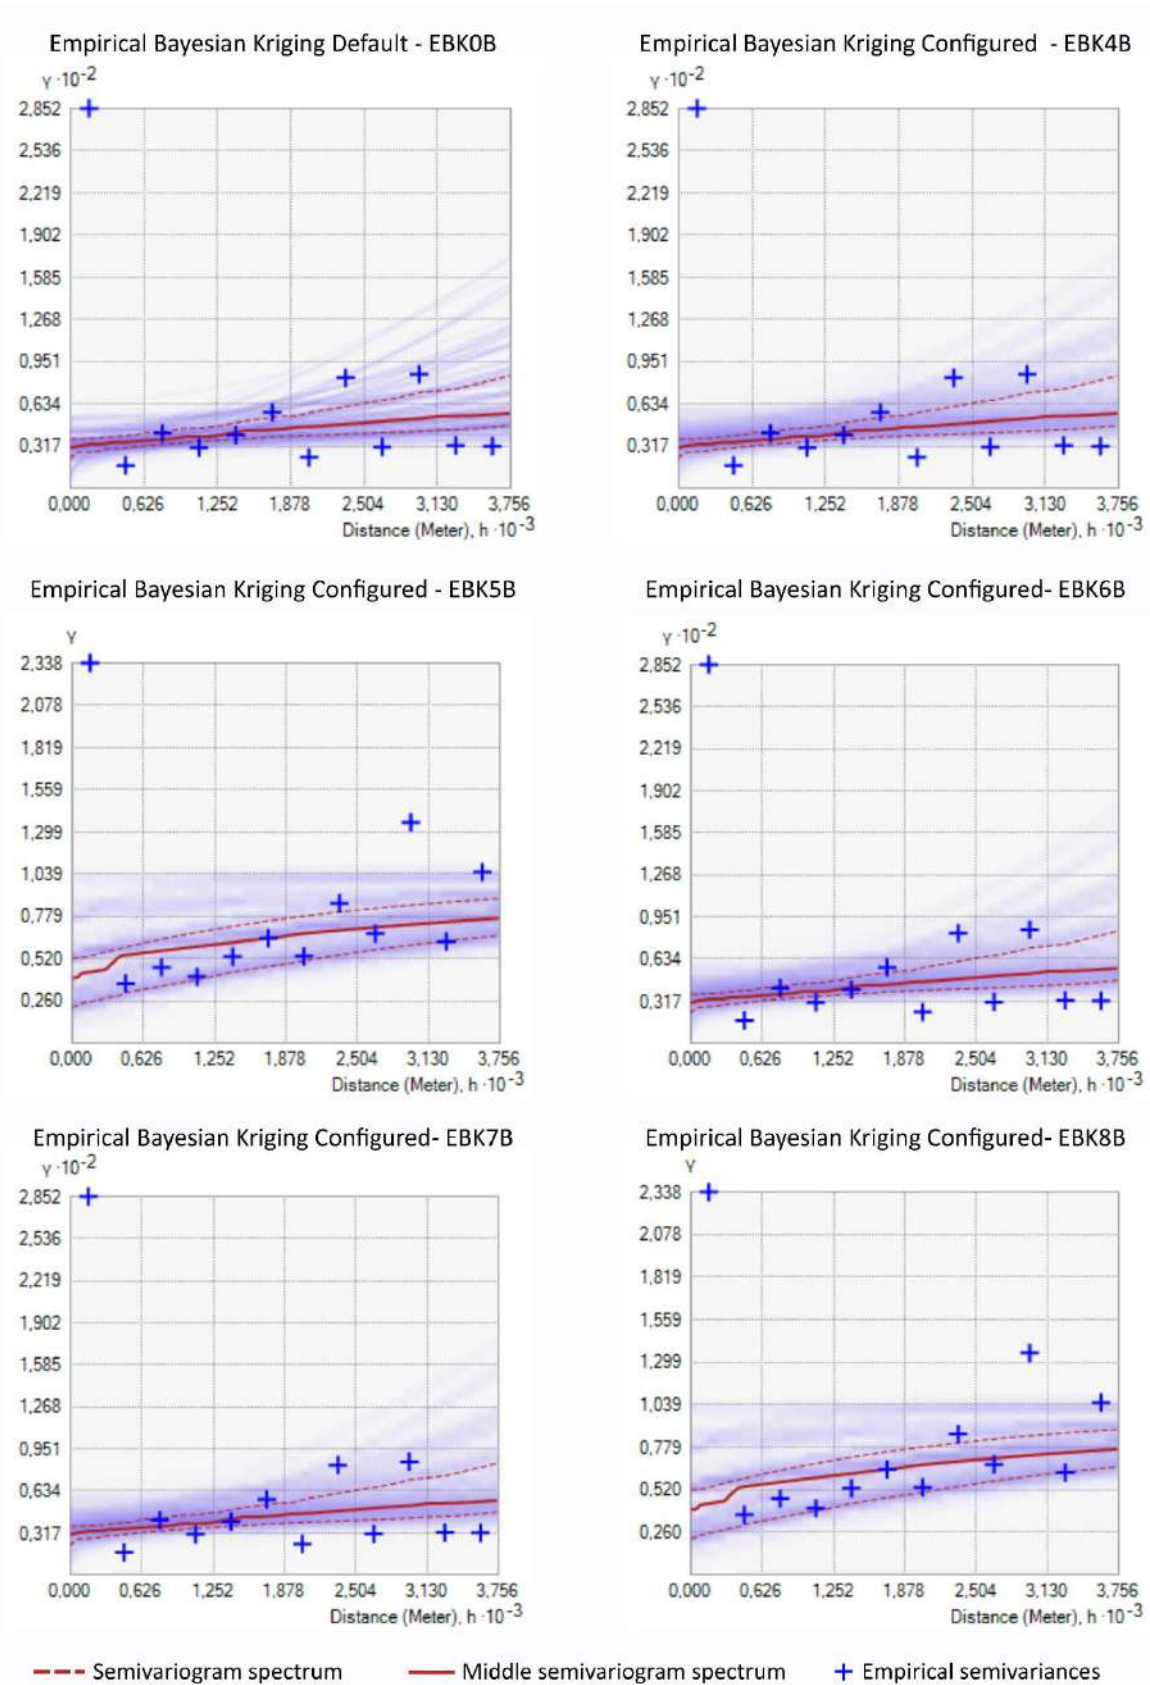 Empirical Bayesian Kriging Default - EBK0B
γ ·10-2
2,852
2,536
2,219
1,902
1,585
1,268
0,951
0,634
0,317
0,000 0,626 1,252 1,878 2,504 3,130 3,756
Distance (Meter), h ·10-3
Empirical Bayesian Kriging Configured - EBK4B
γ ·10-2
2,852
2,536
2,219
1,902
1,585
1,268
0,951
0,634
0,317
0,000 0,626 1,252 1,878 2,504 3,130 3,756
Distance (Meter), h ·10-3
Empirical Bayesian Kriging Configured - EBK5B
γ
2,338
2,078
1,819
1,559
1,299
1,039
0,779
0,520
0,260
0,000 0,626 1,252 1,878 2,504 3,130 3,756
Distance (Meter), h ·10-3
Empirical Bayesian Kriging Configured- EBK6B
γ ·10-2
2,852
2,536
2,219
1,902
1,585
1,268
0,951
0,634
0,317
0,000 0,626 1,252 1,878 2,504 3,130 3,756
Distance (Meter), h ·10-3
Empirical Bayesian Kriging Configured- EBK7B
γ ·10-2
2,852
2,536
2,219
1,902
1,585
1,268
0,951
0,634
0,317
0,000 0,626 1,252 1,878 2,504 3,130 3,756
Distance (Meter), h ·10-3
Empirical Bayesian Kriging Configured- EBK8B
γ
2,338
2,078
1,819
1,559
1,299
1,039
0,779
0,520
0,260
0,000 0,626 1,252 1,878 2,504 3,130 3,756
Distance (Meter), h ·10-3
Semivariogram spectrum Middle semivariogram spectrum Empirical semivariances